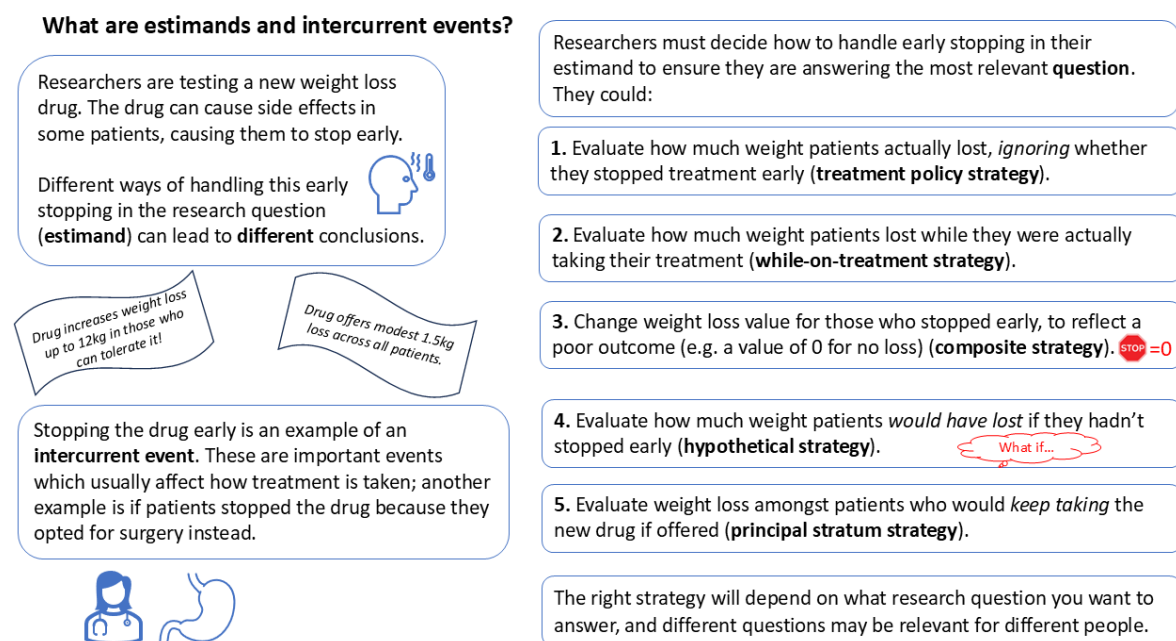 What are estimands and intercurrent events?
Researchers are testing a new weight loss
drug. The drug can cause side effects in
some patients, causing them to stop early.
Different ways of handling this early
stopping in the research question
(estimand) can lead to different conclusions.
Drug increases weight loss
up to 12kg in those who
can tolerate it!
Drug offers modest 1.5kg
loss across all patients.
Stopping the drug early is an example of an
intercurrent event. These are important events
which usually affect how treatment is taken; another
example is if patients stopped the drug because they
opted for surgery instead.
Researchers must decide how to handle early stopping in their
estimand to ensure they are answering the most relevant question.
They could:
1. Evaluate how much weight patients actually lost, ignoring whether
they stopped treatment early (treatment policy strategy).
2. Evaluate how much weight patients lost while they were actually
taking their treatment (while-on-treatment strategy).
3. Change weight loss value for those who stopped early, to reflect a
poor outcome (e.g. a value of 0 for no loss) (composite strategy). STOP =0
4. Evaluate how much weight patients would have lost if they hadn't
stopped early (hypothetical strategy).
What if...
5. Evaluate weight loss amongst patients who would keep taking the
new drug if offered (principal stratum strategy).
The right strategy will depend on what research question you want to
answer, and different questions may be relevant for different people.